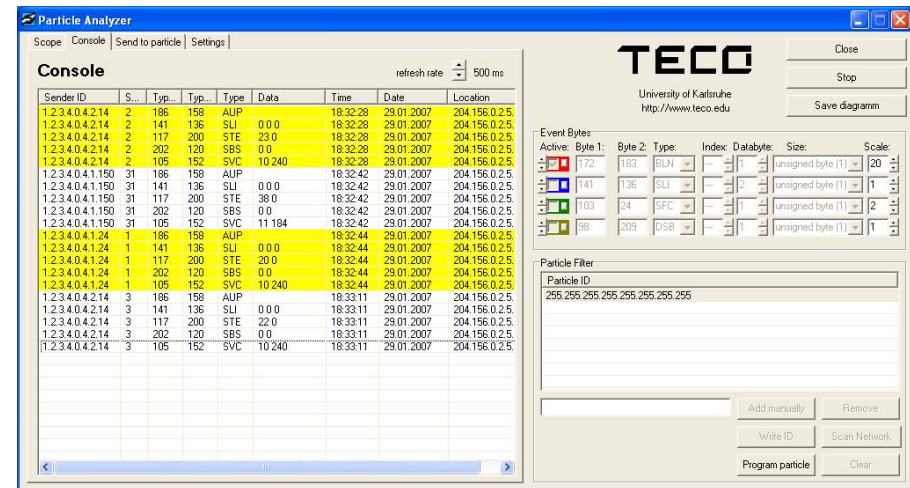 Particle Analyzer
Scope Console Send to particle Settings
Console
refresh rate 500 ms
Sender ID S... Typ... Typ... Type Data Time Date Location
1.2.3.4.0.4.2.14 2 186 158 AUP 18:32:28 29.01.2007 204.156.0.2.5.
1.2.3.4.0.4.2.14 2 141 136 SLI 0 0 0 18:32:28 29.01.2007 204.156.0.2.5.
1.2.3.4.0.4.2.14 2 117 200 STE 23 0 18:32:28 29.01.2007 204.156.0.2.5.
1.2.3.4.0.4.2.14 2 202 120 SBS 0 0 18:32:28 29.01.2007 204.156.0.2.5.
1.2.3.4.0.4.2.14 2 105 152 SVC 10 240 18:32:28 29.01.2007 204.156.0.2.5.
1.2.3.4.0.4.1.150 31 186 158 AUP 18:32:42 29.01.2007 204.156.0.2.5.
1.2.3.4.0.4.1.150 31 141 136 SLI 0 0 0 18:32:42 29.01.2007 204.156.0.2.5.
1.2.3.4.0.4.1.150 31 117 200 STE 38 0 18:32:42 29.01.2007 204.156.0.2.5.
1.2.3.4.0.4.1.150 31 202 120 SBS 0 0 18:32:42 29.01.2007 204.156.0.2.5.
1.2.3.4.0.4.1.150 31 105 152 SVC 11 184 18:32:42 29.01.2007 204.156.0.2.5.
1.2.3.4.0.4.1.24 1 186 158 AUP 18:32:44 29.01.2007 204.156.0.2.5.
1.2.3.4.0.4.1.24 1 141 136 SLI 0 0 0 18:32:44 29.01.2007 204.156.0.2.5.
1.2.3.4.0.4.1.24 1 117 200 STE 20 0 18:32:44 29.01.2007 204.156.0.2.5.
1.2.3.4.0.4.1.24 1 202 120 SBS 0 0 18:32:44 29.01.2007 204.156.0.2.5.
1.2.3.4.0.4.1.24 1 105 152 SVC 10 240 18:32:44 29.01.2007 204.156.0.2.5.
1.2.3.4.0.4.2.14 3 186 158 AUP 18:33:11 29.01.2007 204.156.0.2.5.
1.2.3.4.0.4.2.14 3 141 136 SLI 0 0 0 18:33:11 29.01.2007 204.156.0.2.5.
1.2.3.4.0.4.2.14 3 117 200 STE 22 0 18:33:11 29.01.2007 204.156.0.2.5.
1.2.3.4.0.4.2.14 3 202 120 SBS 0 0 18:33:11 29.01.2007 204.156.0.2.5.
1.2.3.4.0.4.2.14 3 105 152 SVC 10 240 18:33:11 29.01.2007 204.156.0.2.5.
TECO
University of Karlsruhe
http://www.teco.edu
Close
Stop
Save diagramm
Event Bytes
Active: Byte 1: Byte 2: Type: Index: Databyte: Size: Scale:
172 183 BLN --- 1 unsigned byte (1) 20
141 136 SLI --- 2 unsigned byte (1) 1
103 24 SFC --- 1 unsigned byte (1) 2
98 209 DSB --- 1 unsigned byte (1) 1
Particle Filter
Particle ID
255.255.255.255.255.255.255.255
Add manually Remove
Write ID Scan Network
Program particle Clear